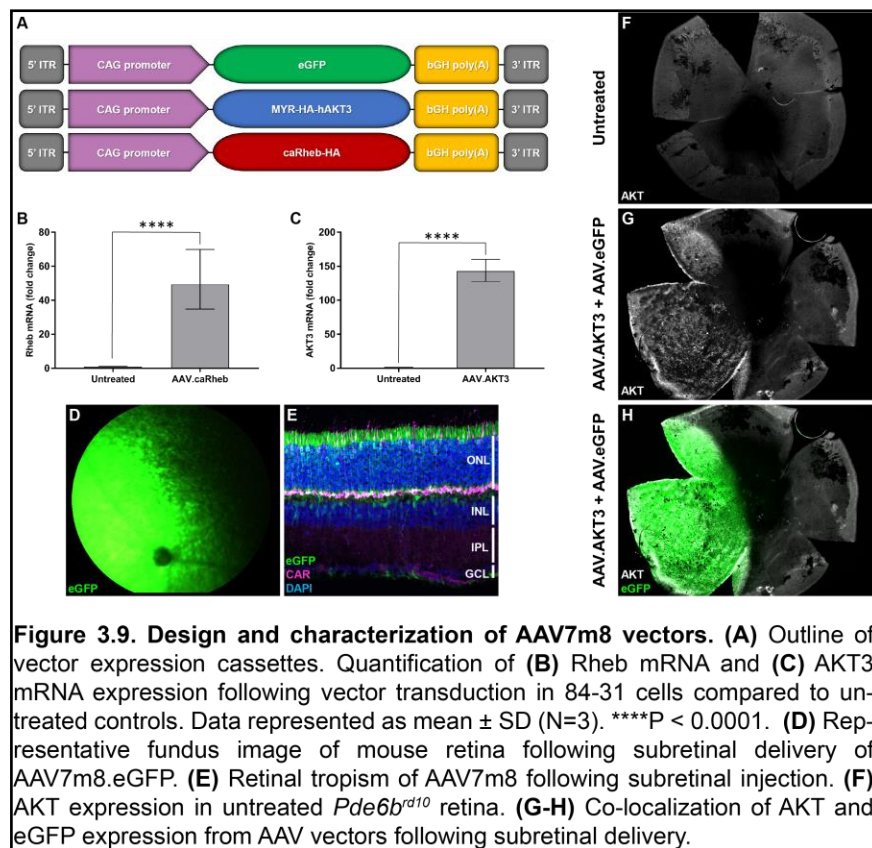 A
5' ITR CAG promoter eGFP bGH poly(A) 3' ITR
5' ITR CAG promoter MYR-HA-hAKT3 bGH poly(A) 3' ITR
5' ITR CAG promoter caRheb-HA bGH poly(A) 3' ITR
B
****
Rheb mRNA (fold change)
80
60
40
20
0
Untreated AAV.caRheb
C
****
AKT3 mRNA (fold change)
200
150
100
50
0
Untreated AAV.AKT3
D
eGFP
E
ONL
INL
IPL
GCL
eGFP
CAR
DAPI
F
Untreated
AKT
G
AAV.AKT3 + AAV.eGFP
AKT
H
AAV.AKT3 + AAV.eGFP
AKT
eGFP
Figure 3.9. Design and characterization of AAV7m8 vectors. (A) Outline of
vector expression cassettes. Quantification of (B) Rheb mRNA and (C) AKT3
mRNA expression following vector transduction in 84-31 cells compared to un-
treated controls. Data represented as mean ± SD (N=3). ****P < 0.0001. (D) Rep-
resentative fundus image of mouse retina following subretinal delivery of
AAV7m8.eGFP. (E) Retinal tropism of AAV7m8 following subretinal injection. (F)
AKT expression in untreated Pde6brd10 retina. (G-H) Co-localization of AKT and
eGFP expression from AAV vectors following subretinal delivery.